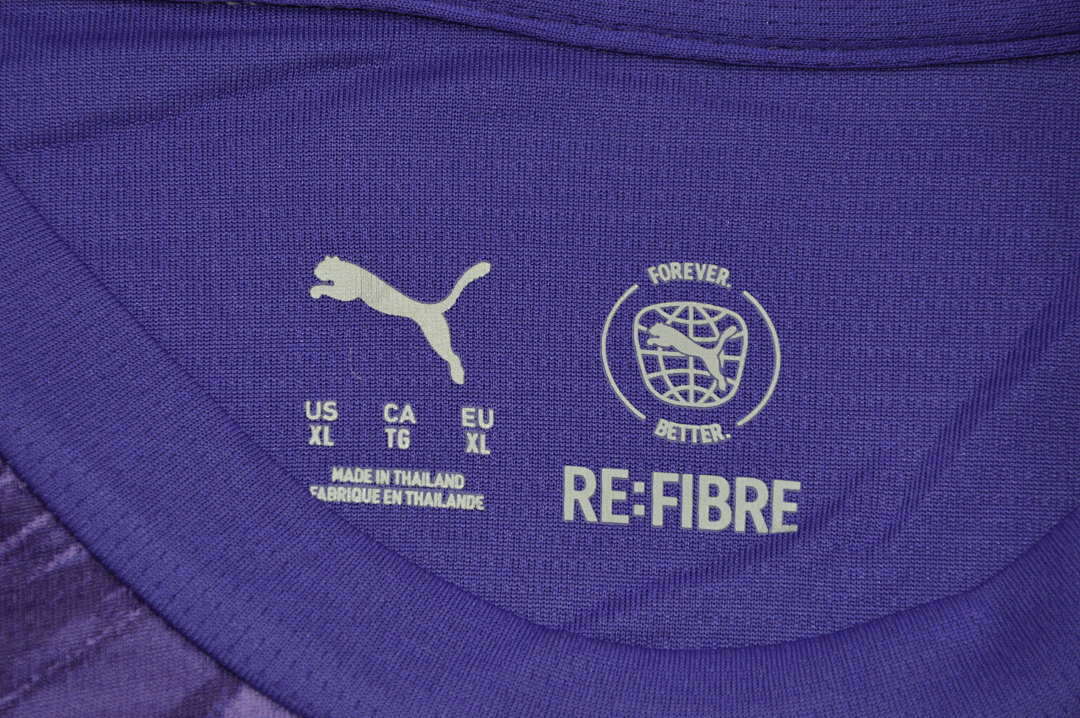 US CA EU
XL TG XL
MADE IN THAILAND
FABRIQUE EN THAILANDE
FOREVER.
BETTER.
RE:FIBRE